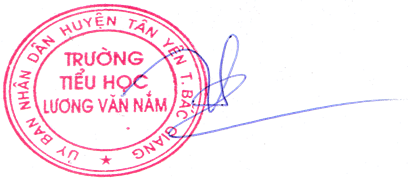 ỦY BAN NHÂN DÂN HUYỆN TÂN YÊN T. BẮC GIANG
TRƯỜNG
TIỂU HỌC
LƯƠNG VĂN NẮM